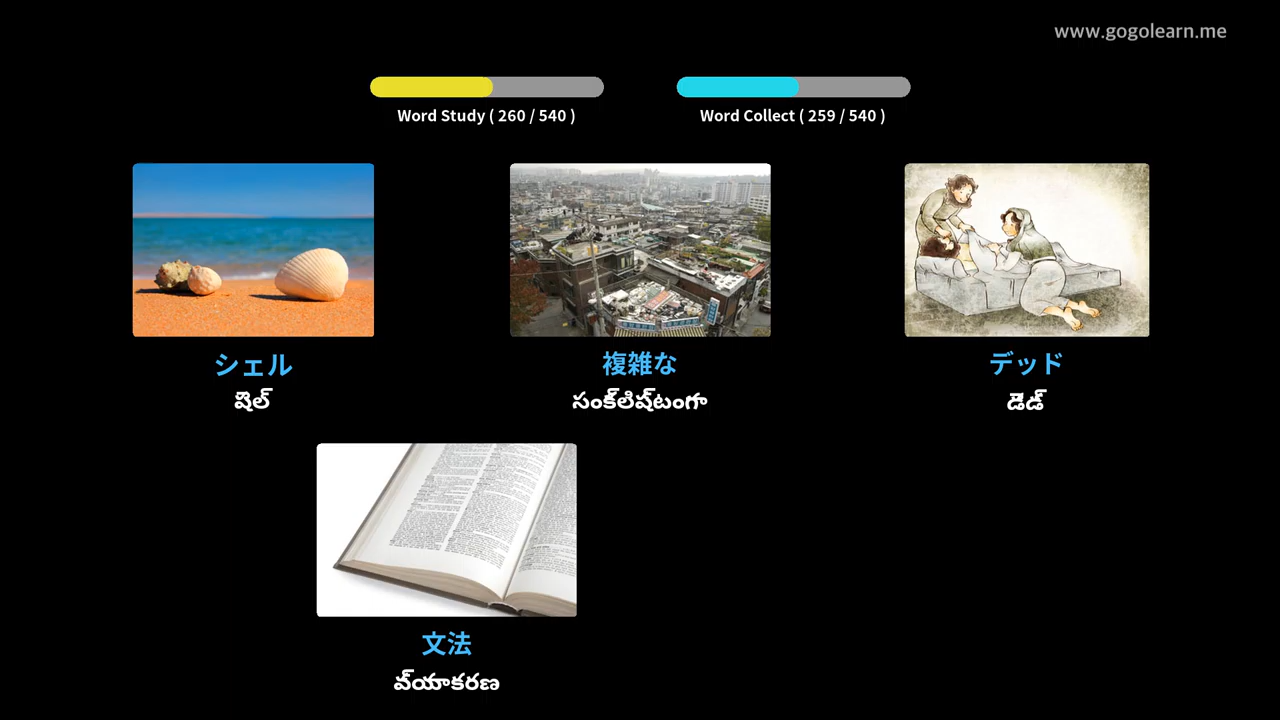 www.gogolearn.me
Word Study ( 260 / 540 )
Word Collect ( 259 / 540 )
シェル
షెల్
複雑な
సంక్లిష్టంగా
デッド
డెడ్
文法
వ్యాకరణ